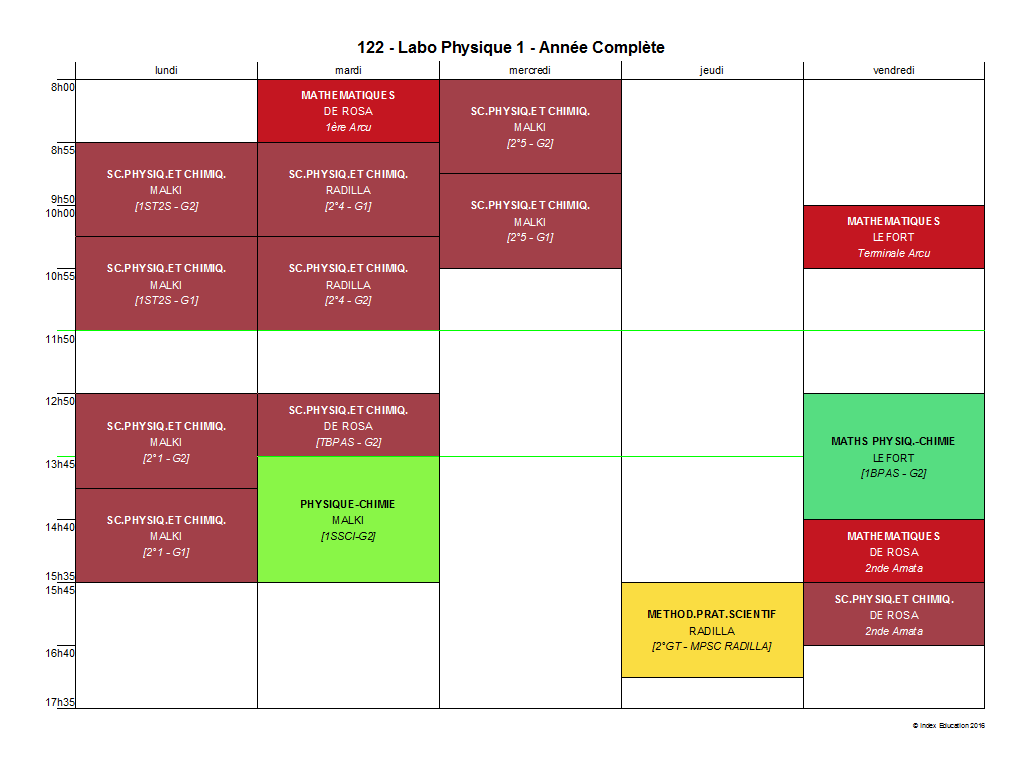 122 - Labo Physique 1 - Année Complète
lundi
mardi
mercredi
jeudi
vendredi
8h00
8h55
9h50
10h00
10h55
11h50
12h50
13h45
14h40
15h35
15h45
16h40
17h35
SC.PHYSIQ.ET CHIMIQ.
MALKI
[1ST2S - G2]
SC.PHYSIQ.ET CHIMIQ.
MALKI
[1ST2S - G1]
SC.PHYSIQ.ET CHIMIQ.
MALKI
[2°1 - G2]
SC.PHYSIQ.ET CHIMIQ.
MALKI
[2°1 - G1]
MATHEMATIQUES
DE ROSA
1ère Arcu
SC.PHYSIQ.ET CHIMIQ.
RADILLA
[2°4 - G1]
SC.PHYSIQ.ET CHIMIQ.
RADILLA
[2°4 - G2]
SC.PHYSIQ.ET CHIMIQ.
DE ROSA
[TBPAS - G2]
PHYSIQUE-CHIMIE
MALKI
[1SSCI-G2]
SC.PHYSIQ.ET CHIMIQ.
MALKI
[2°5 - G2]
SC.PHYSIQ.ET CHIMIQ.
MALKI
[2°5 - G1]
METHOD.PRAT.SCIENTIF
RADILLA
[2°GT - MPSC RADILLA]
MATHEMATIQUES
LEFORT
Terminale Arcu
MATHS PHYSIQ.-CHIMIE
LEFORT
[1BPAS - G2]
MATHEMATIQUES
DE ROSA
2nde Amata
SC.PHYSIQ.ET CHIMIQ.
DE ROSA
2nde Amata
© Index Education 2016